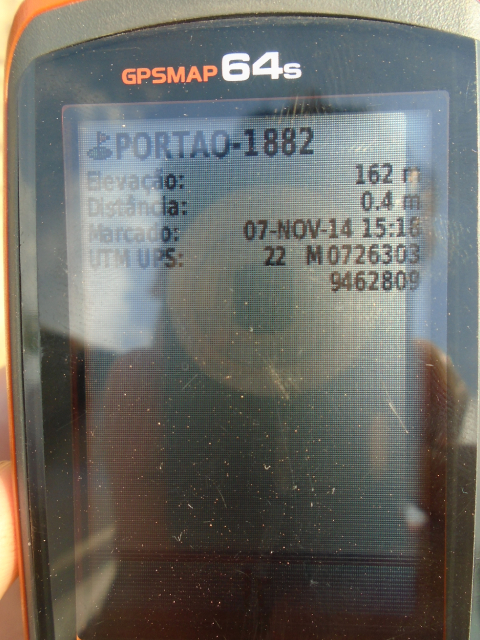 GPSMAP 64s
PORTAO-1882
Elevação: 162 m
Distância: 0.4 m
Marcado: 07-NOV-14 15:16
UTM UPS: 22 M 0726303
9462809